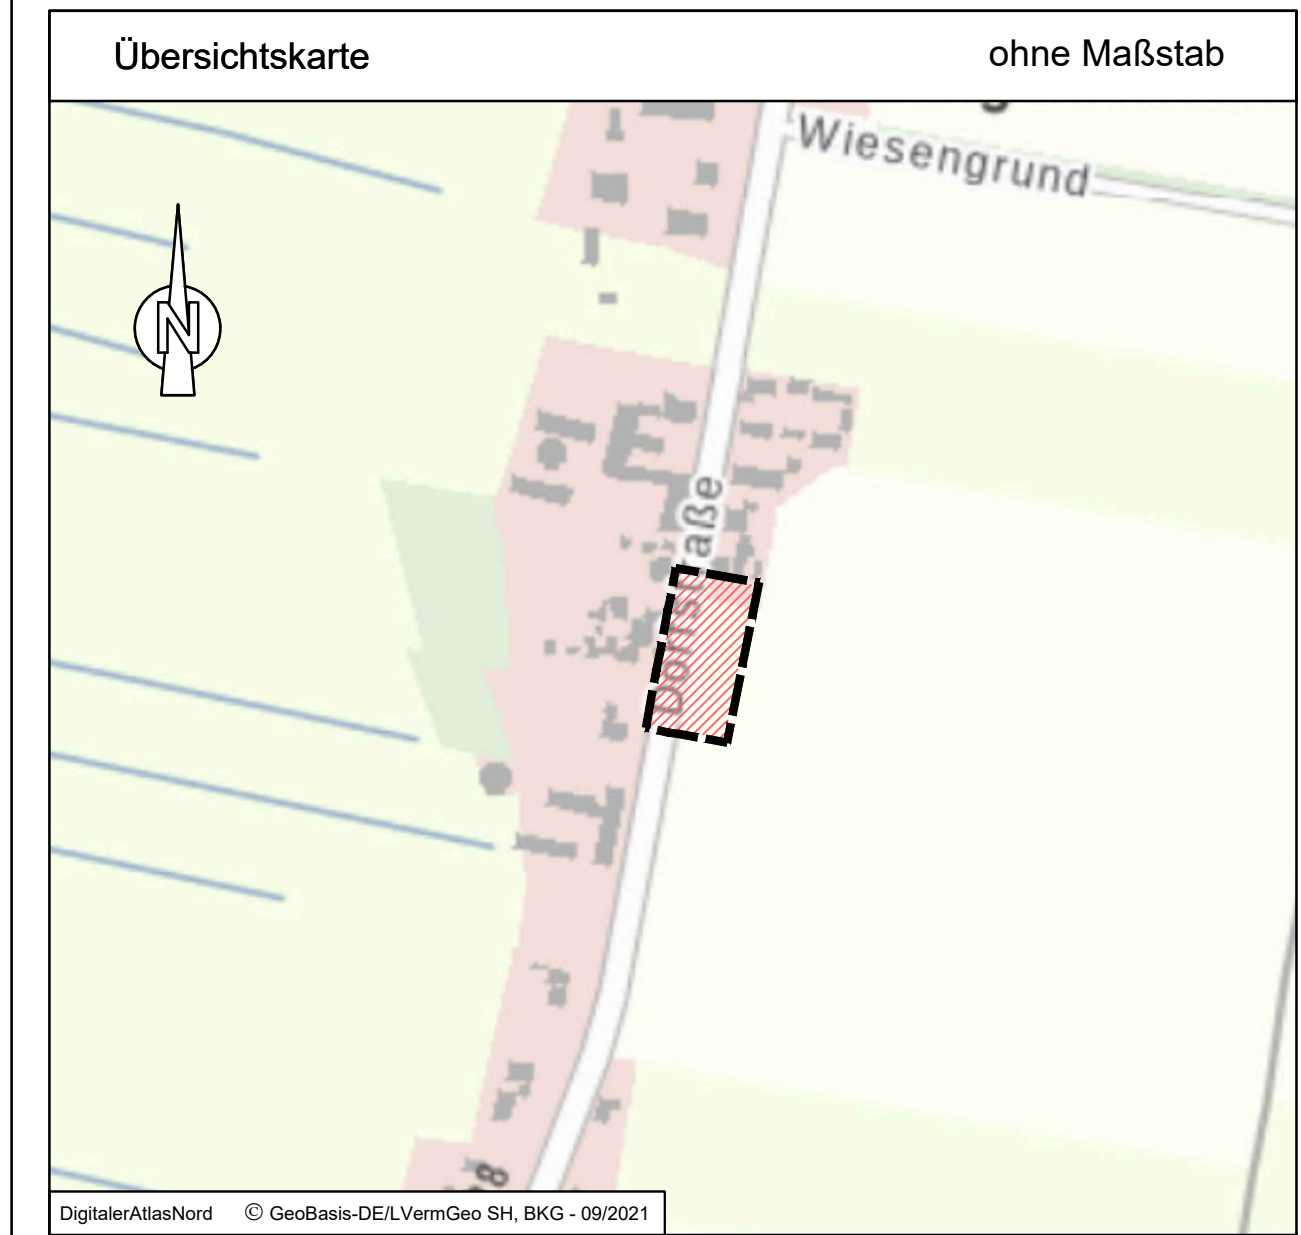 Übersichtskarte ohne Maßstab
Wiesengrund
Dorfstraße
N
DigitalerAtlasNord © GeoBasis-DE/LVermGeo SH, BKG - 09/2021